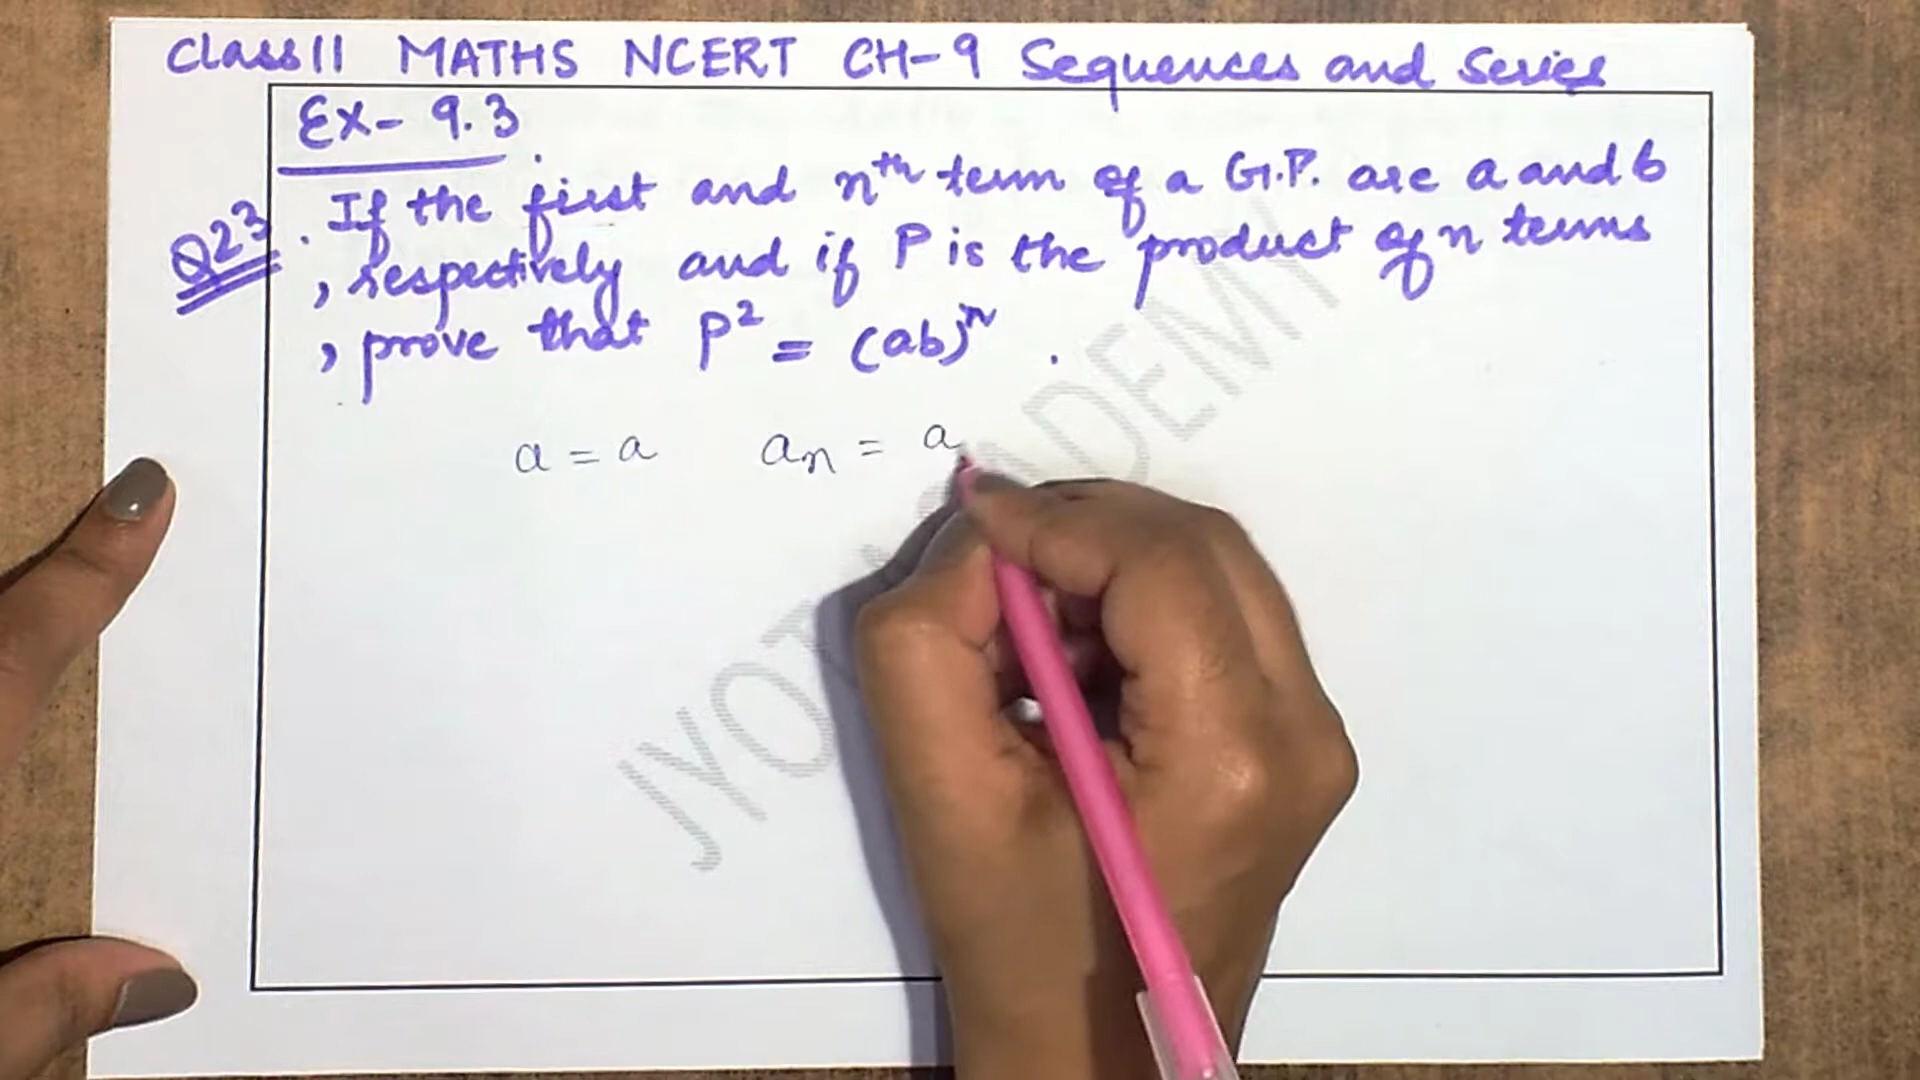 Class 11 MATHS NCERT CH-9 Sequences and Series
Ex- 9.3
Q23. If the first and nth term of a G.P. are a and b
, respectively and if P is the product of n terms
, prove that P² = (ab)ⁿ .
a = a aₙ = a